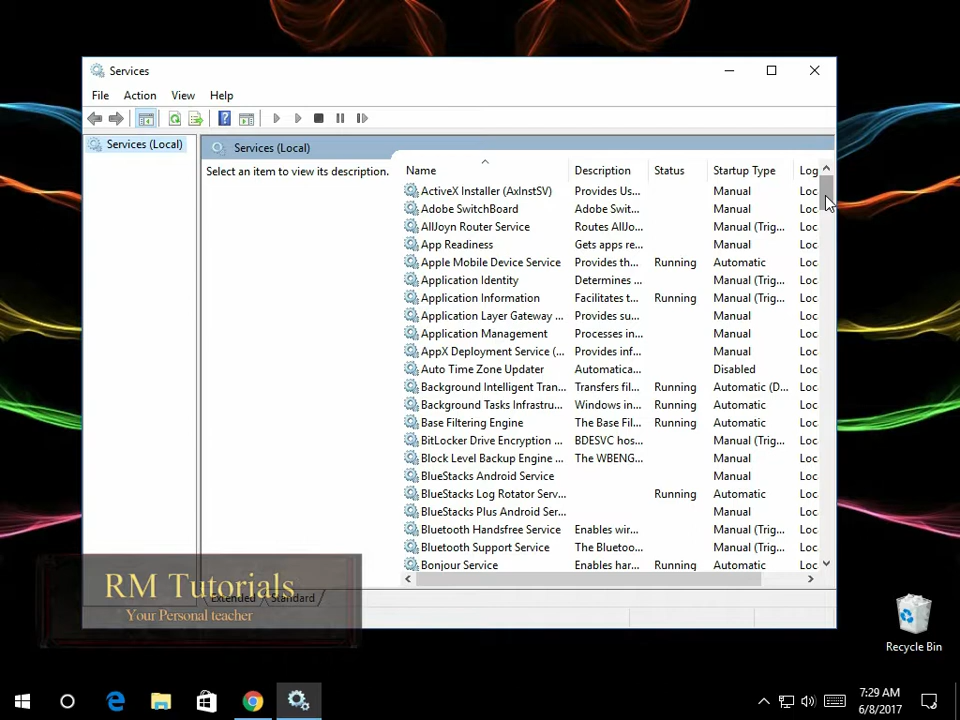 Services
File Action View Help
Services (Local)
Services (Local)
Select an item to view its description.
Name Description Status Startup Type Log
ActiveX Installer (AxInstSV) Provides Us... Manual Loc
Adobe SwitchBoard Adobe Swit... Manual Loc
AllJoyn Router Service Routes AllJo... Manual (Trig... Loc
App Readiness Gets apps re... Manual Loc
Apple Mobile Device Service Provides th... Running Automatic Loc
Application Identity Determines ... Manual (Trig... Loc
Application Information Facilitates t... Running Manual (Trig... Loc
Application Layer Gateway ... Provides su... Manual Loc
Application Management Processes in... Manual Loc
AppX Deployment Service (... Provides inf... Manual Loc
Auto Time Zone Updater Automatica... Disabled Loc
Background Intelligent Tran... Transfers fil... Running Automatic (D... Loc
Background Tasks Infrastru... Windows in... Running Automatic Loc
Base Filtering Engine The Base Fil... Running Automatic Loc
BitLocker Drive Encryption ... BDESVC hos... Manual (Trig... Loc
Block Level Backup Engine ... The WBENG... Manual Loc
BlueStacks Android Service Manual Loc
BlueStacks Log Rotator Serv... Running Automatic Loc
BlueStacks Plus Android Ser... Manual Loc
Bluetooth Handsfree Service Enables wir... Manual (Trig... Loc
Bluetooth Support Service The Bluetoo... Manual (Trig... Loc
Bonjour Service Enables har... Running Automatic Loc
Extended Standard
RM Tutorials
Your Personal teacher
Recycle Bin
7:29 AM
6/8/2017